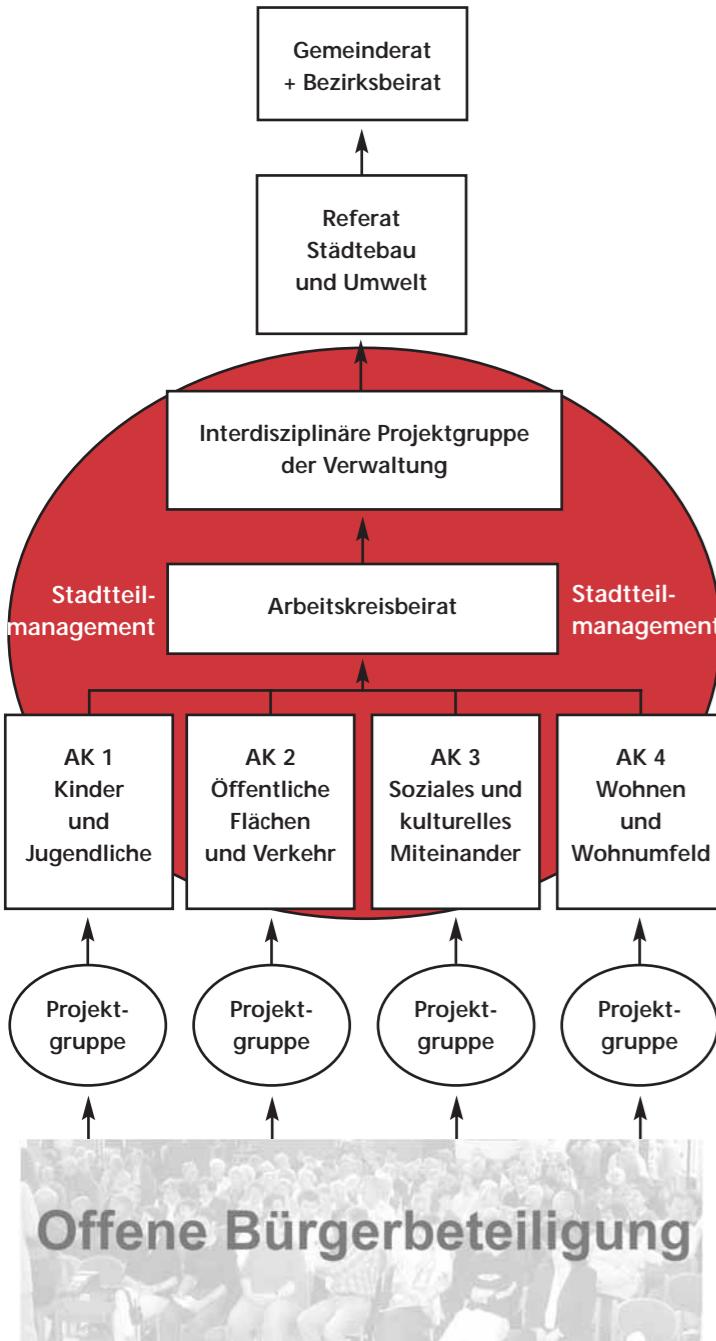 Gemeinderat
+ Bezirksbeirat
Referat
Städtebau
und Umwelt
Interdisziplinäre Projektgruppe
der Verwaltung
Stadtteil-
management
Arbeitskreisbeirat
Stadtteil-
management
AK 1
Kinder
und
Jugendliche
AK 2
Öffentliche
Flächen
und Verkehr
AK 3
Soziales und
kulturelles
Miteinander
AK 4
Wohnen
und
Wohnumfeld
Projekt-
gruppe
Projekt-
gruppe
Projekt-
gruppe
Projekt-
gruppe
Offene Bürgerbeteiligung